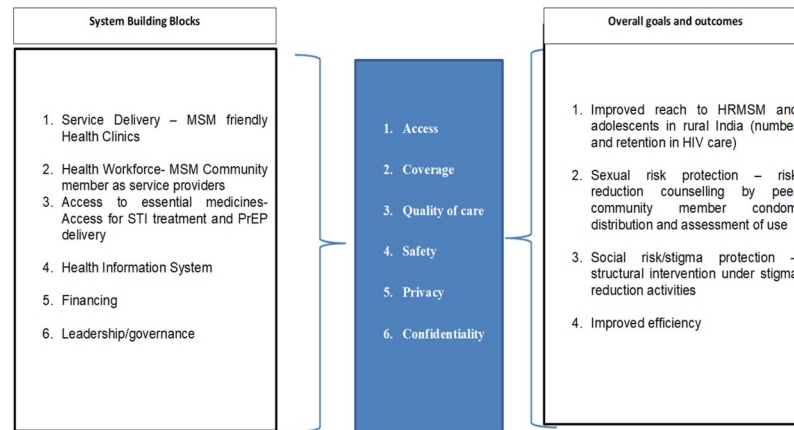 System Building Blocks
1. Service Delivery – MSM friendly
Health Clinics
2. Health Workforce- MSM Community
member as service providers
3. Access to essential medicines-
Access for STI treatment and PrEP
delivery
4. Health Information System
5. Financing
6. Leadership/governance
1. Access
2. Coverage
3. Quality of care
4. Safety
5. Privacy
6. Confidentiality
Overall goals and outcomes
1. Improved reach to HRMSM and
adolescents in rural India (number
and retention in HIV care)
2. Sexual risk protection – risk
reduction counselling by peer
community member condom
distribution and assessment of use
3. Social risk/stigma protection -
structural intervention under stigma
reduction activities
4. Improved efficiency